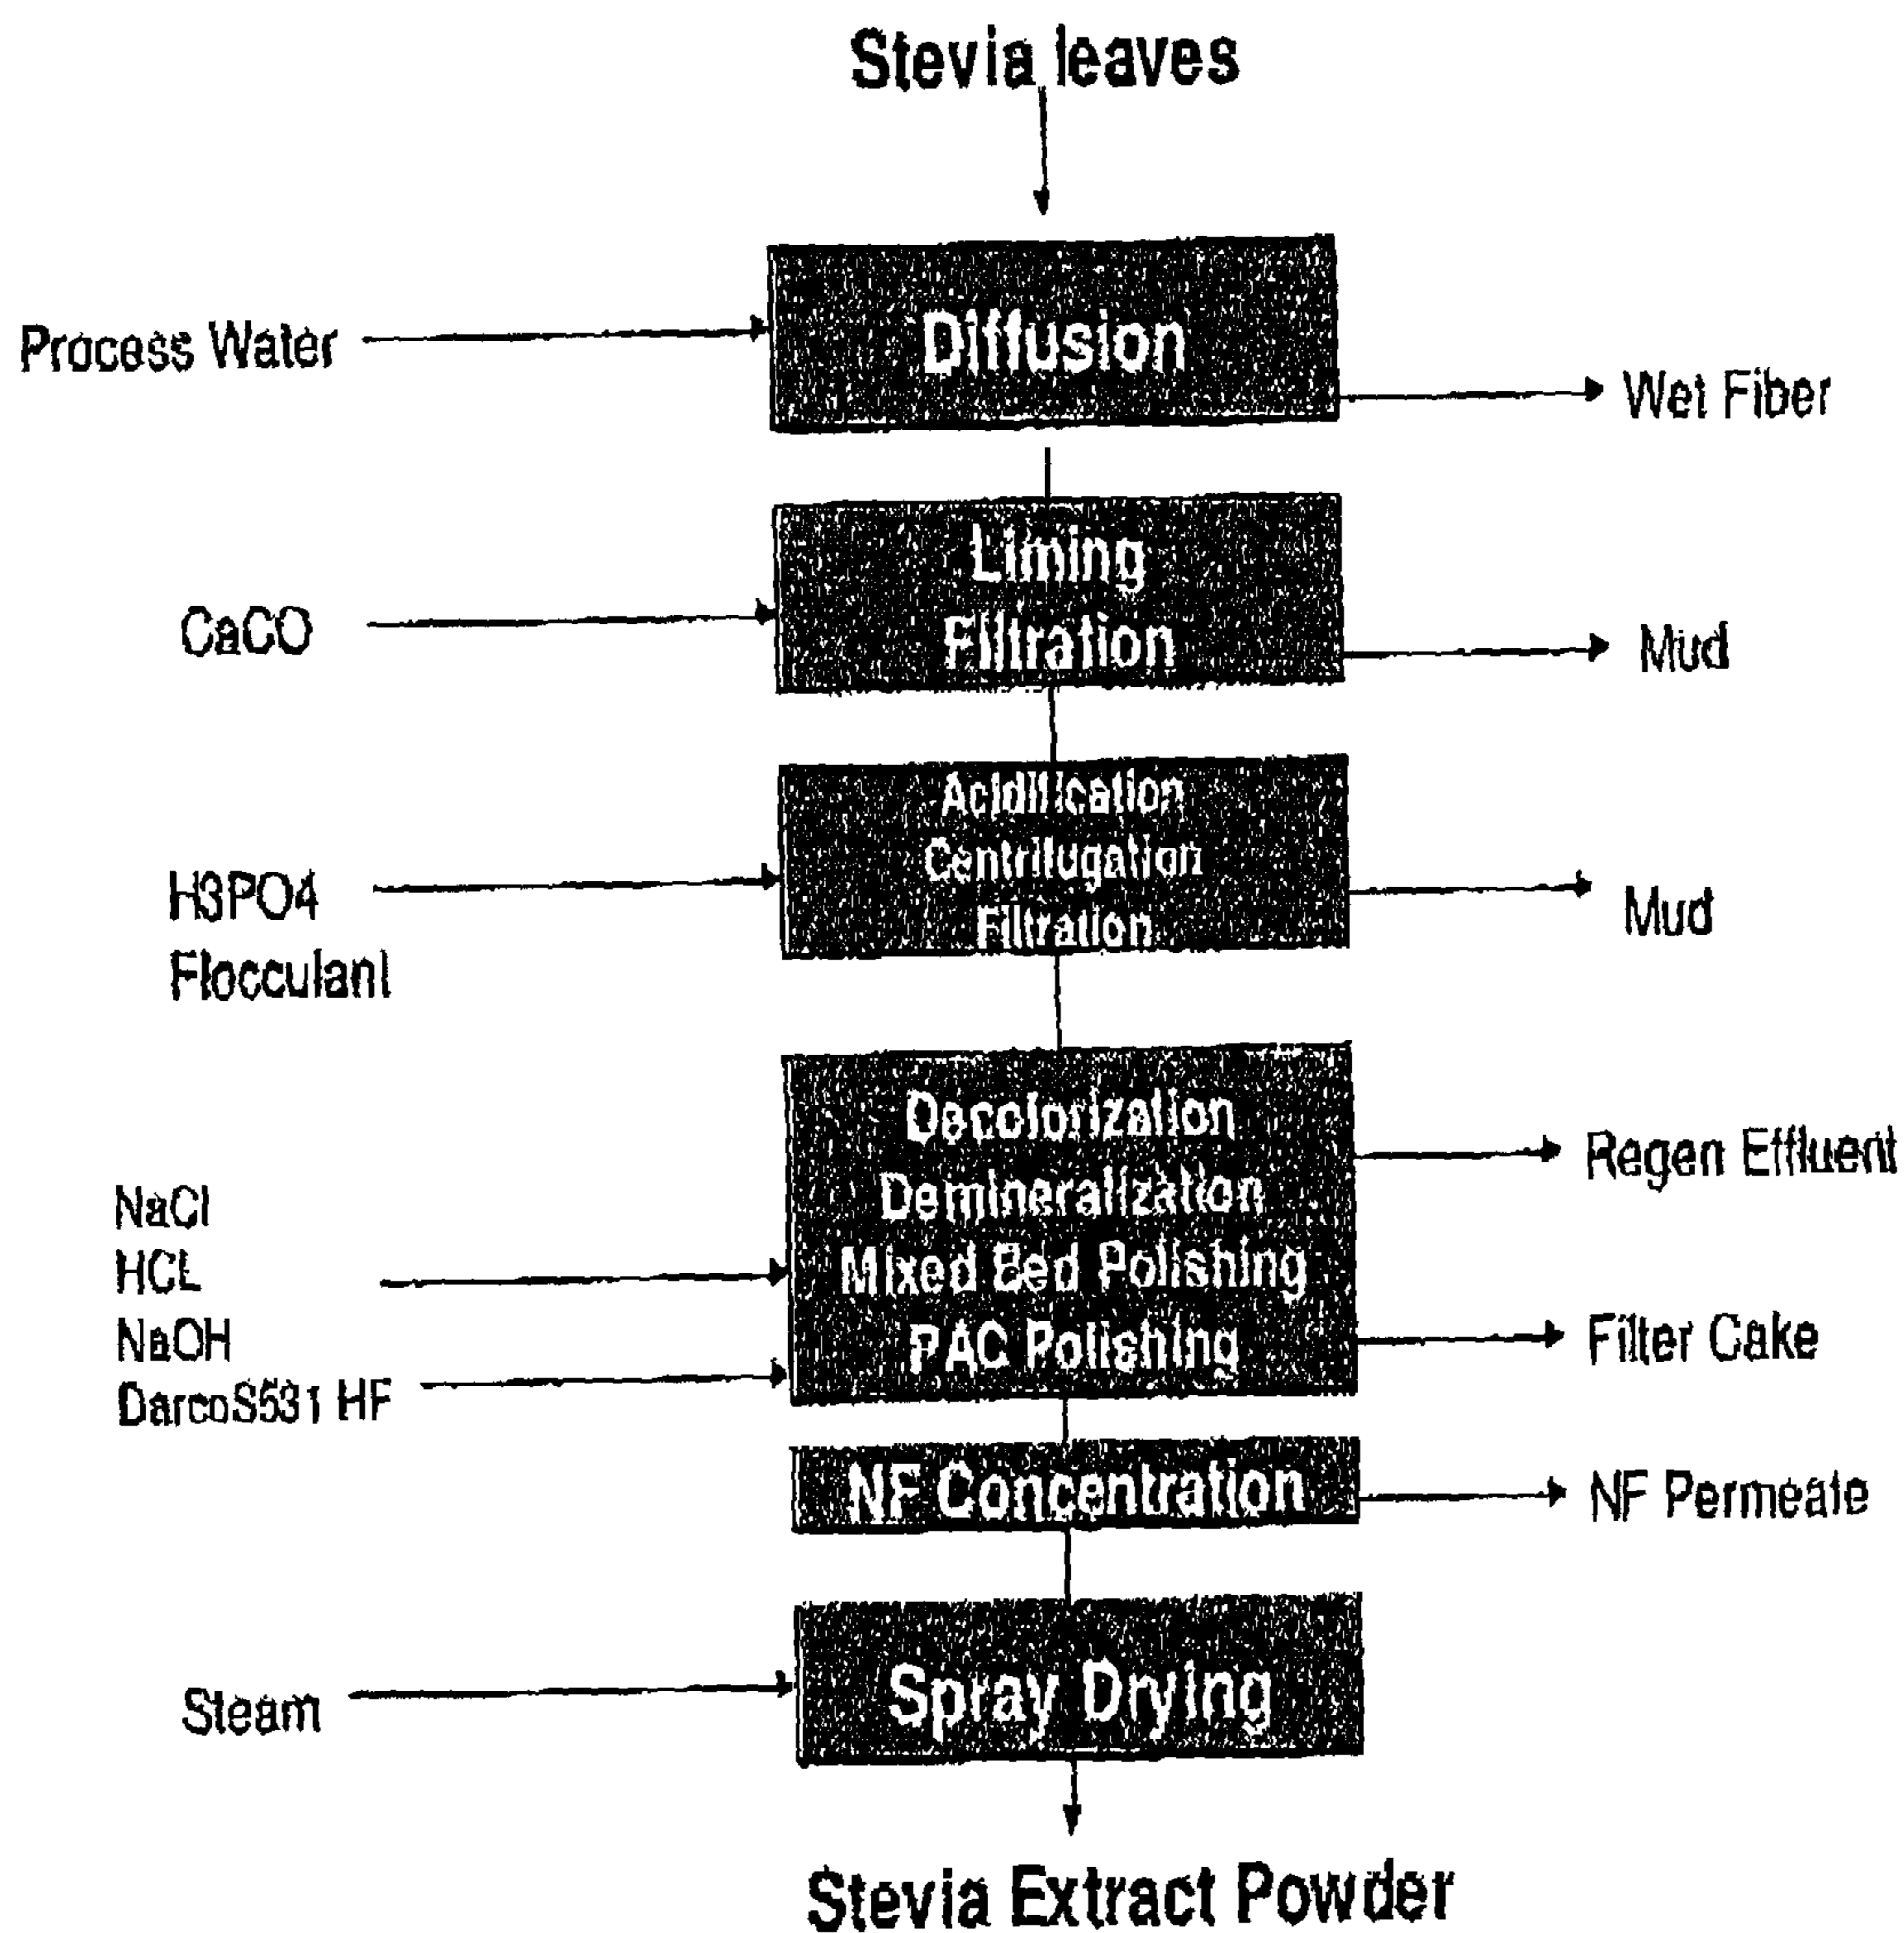 Stevia leaves
Process Water
Diffusion
Wet Fiber
Liming
CaCO
Filtration
Mud
Acidification
Centrifugation
H3PO4
Filtration
Mud
Flocculant
Decolorization
Regen Effluent
Demineralization
NaCl
HCL
Mixed Bed Polishing
NaOH
PAC Polishing
Filter Cake
DarcoS531 HF
NF Concentration
NF Permeate
Spray Drying
Steam
Stevia Extract Powder